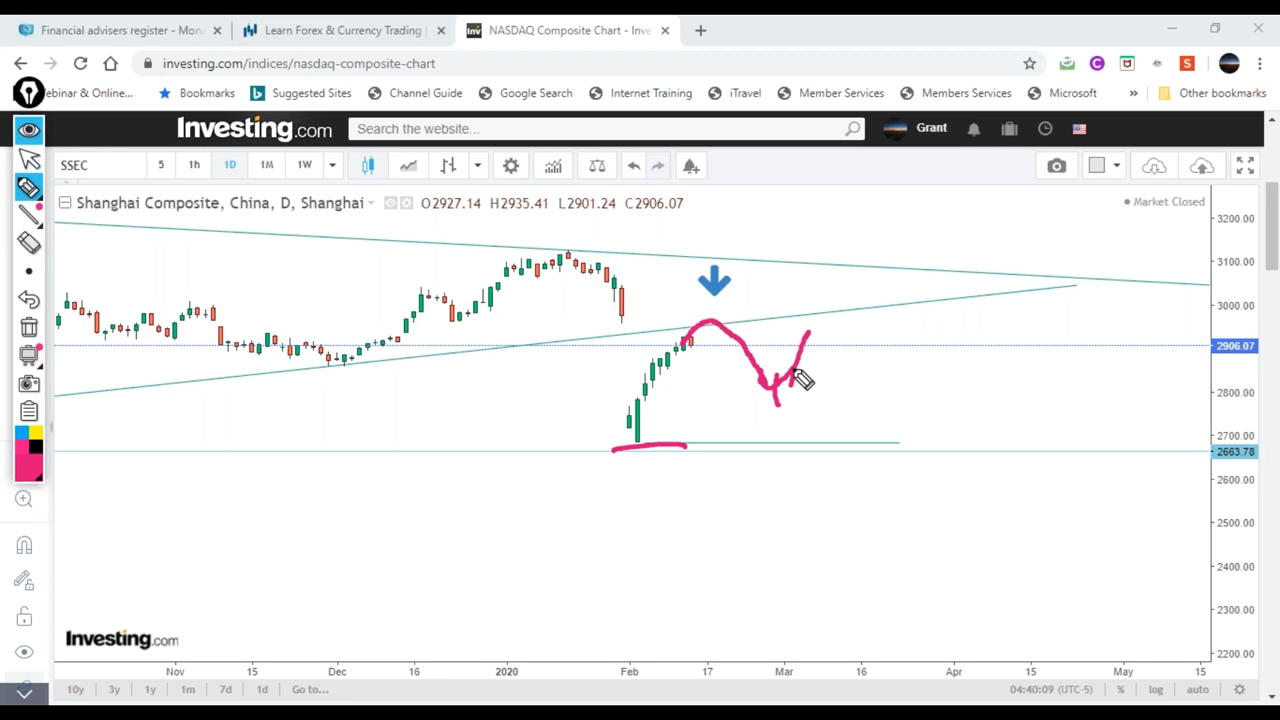 Financial advisers register - Mon
Learn Forex & Currency Trading
NASDAQ Composite Chart - Inve
investing.com/indices/nasdaq-composite-chart
ebinar & Online...
Bookmarks
Suggested Sites
Channel Guide
Google Search
Internet Training
iTravel
Member Services
Members Services
Microsoft
»
Other bookmarks
Investing.com
Search the website...
Grant
SSEC
5
1h
1D
1M
1W
Shanghai Composite, China, D, Shanghai
O2927.14 H2935.41 L2901.24 C2906.07
Market Closed
3200.00
3100.00
3000.00
2906.07
2800.00
2700.00
2663.78
2600.00
2500.00
2400.00
2300.00
2200.00
Investing.com
Nov 15 Dec 16 2020 Feb 17 Mar 16 Apr 15 May 15
10y 3y 1y 1m 7d 1d Go to...
04:40:09 (UTC-5) % log auto